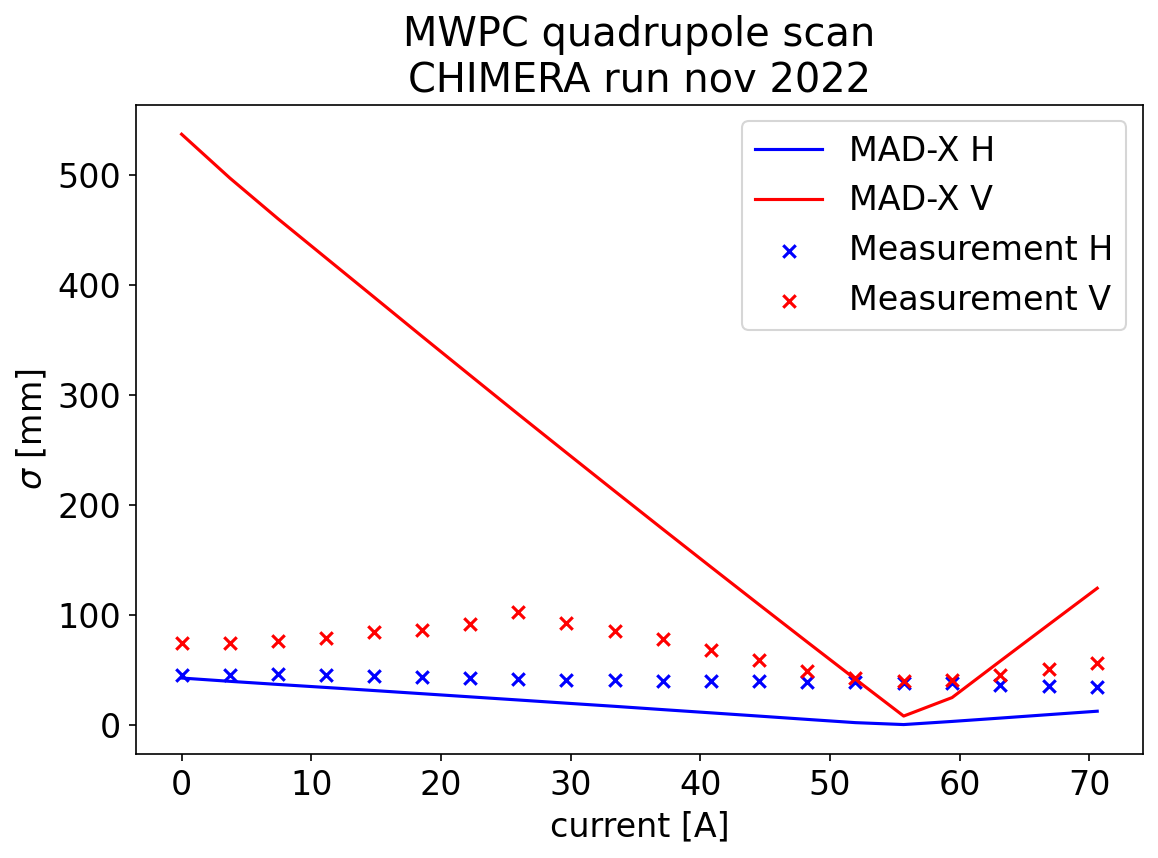 MWPC quadrupole scan
CHIMERA run nov 2022
MAD-X H
MAD-X V
Measurement H
Measurement V
σ [mm]
500
400
300
200
100
0
0 10 20 30 40 50 60 70
current [A]